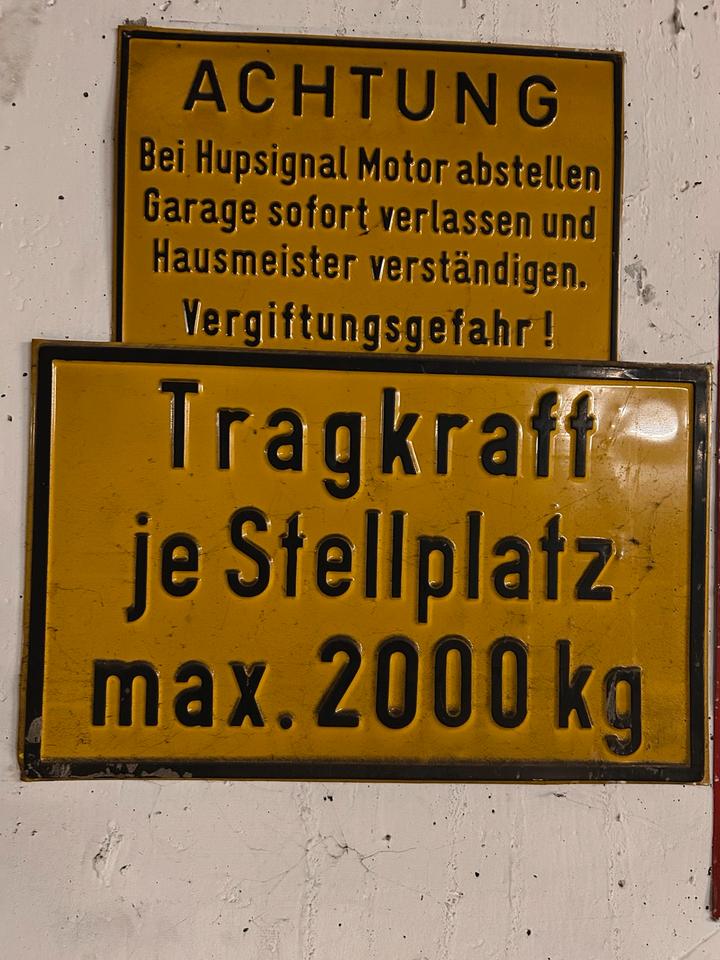 ACHTUNG
Bei Hupsignal Motor abstellen
Garage sofort verlassen und
Hausmeister verständigen.
Vergiftungsgefahr !
Tragkraft
je Stellplatz
max. 2000 kg